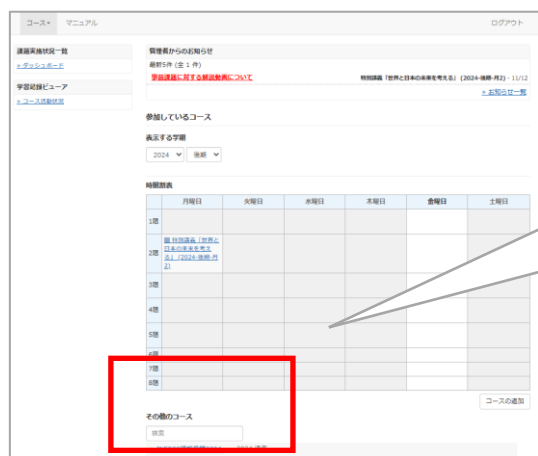 コース▾ マニュアル ログアウト
課題実施状況一覧
» ダッシュボード
学習記録ビューア
» コース活動状況
管理者からのお知らせ
最新5件 (全 1 件)
事前課題に対する解説動画について 特別講義「世界と日本の未来を考える」 (2024-後期-月2) - 11/12
» お知らせ一覧
参加しているコース
表示する学期
2024 後期
時間割表
月曜日 火曜日 水曜日 木曜日 金曜日 土曜日
1限
2限
特別講義「世界と
日本の未来を考え
る」 (2024-後期-月
2)
3限
4限
5限
6限
7限
8限
コースの追加
その他のコース
検索